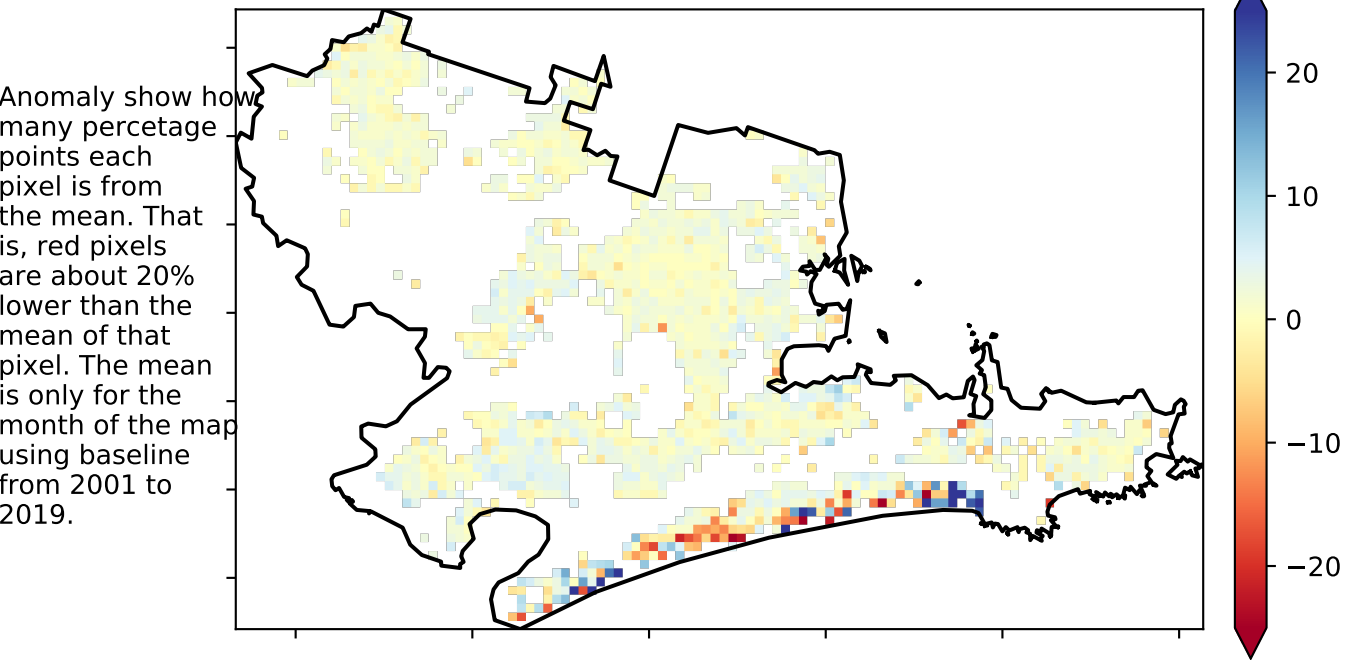 Anomaly show how
many percetage
points each
pixel is from
the mean. That
is, red pixels
are about 20%
lower than the
mean of that
pixel. The mean
is only for the
month of the map
using baseline
from 2001 to
2019.
20
10
0
−10
−20